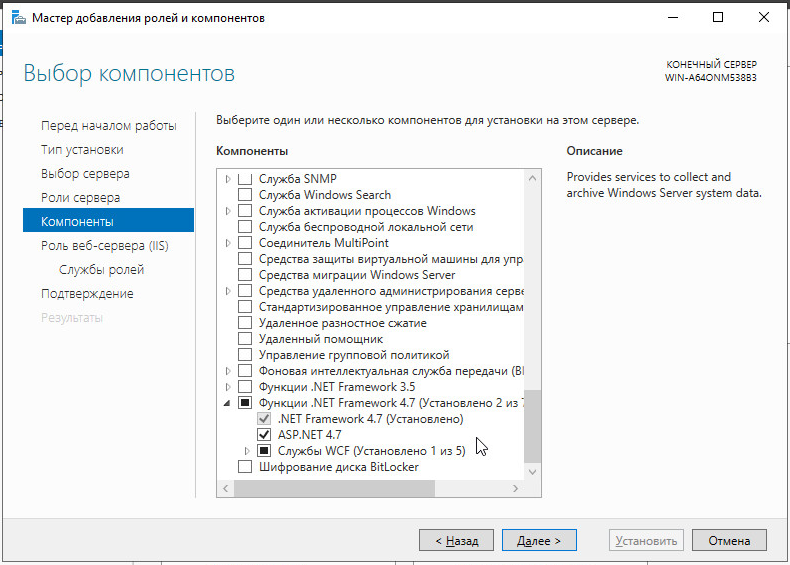 Мастер добавления ролей и компонентов
Выбор компонентов
КОНЕЧНЫЙ СЕРВЕР
WIN-A64ONM538B3
Перед началом работы
Тип установки
Выбор сервера
Роли сервера
Компоненты
Роль веб-сервера (IIS)
Службы ролей
Подтверждение
Результаты
Выберите один или несколько компонентов для установки на этом сервере.
Компоненты
Служба SNMP
Служба Windows Search
Служба активации процессов Windows
Служба беспроводной локальной сети
Соединитель MultiPoint
Средства защиты виртуальной машины для упр
Средства миграции Windows Server
Средства удаленного администрирования серве
Стандартизированное управление хранилищам
Удаленное разностное сжатие
Удаленный помощник
Управление групповой политикой
Фоновая интеллектуальная служба передачи (BI
Функции .NET Framework 3.5
Функции .NET Framework 4.7 (Установлено 2 из 7
.NET Framework 4.7 (Установлено)
ASP.NET 4.7
Службы WCF (Установлено 1 из 5)
Шифрование диска BitLocker
Описание
Provides services to collect and
archive Windows Server system data.
< Назад
Далее >
Установить
Отмена